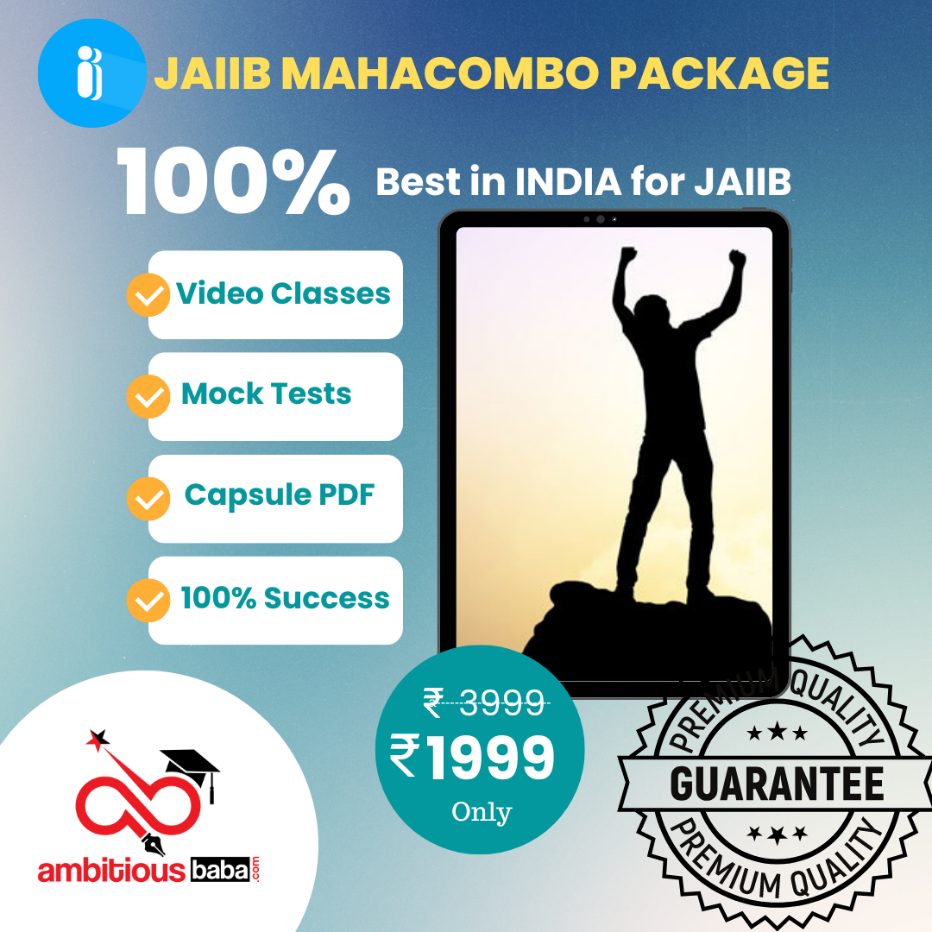 JAIIB MAHACOMBO PACKAGE
100%
Best in INDIA for JAIIB
Video Classes
Mock Tests
Capsule PDF
100% Success
₹ 3999
₹1999
Only
PREMIUM QUALITY
GUARANTEE
PREMIUM QUALITY
ambitious baba .com